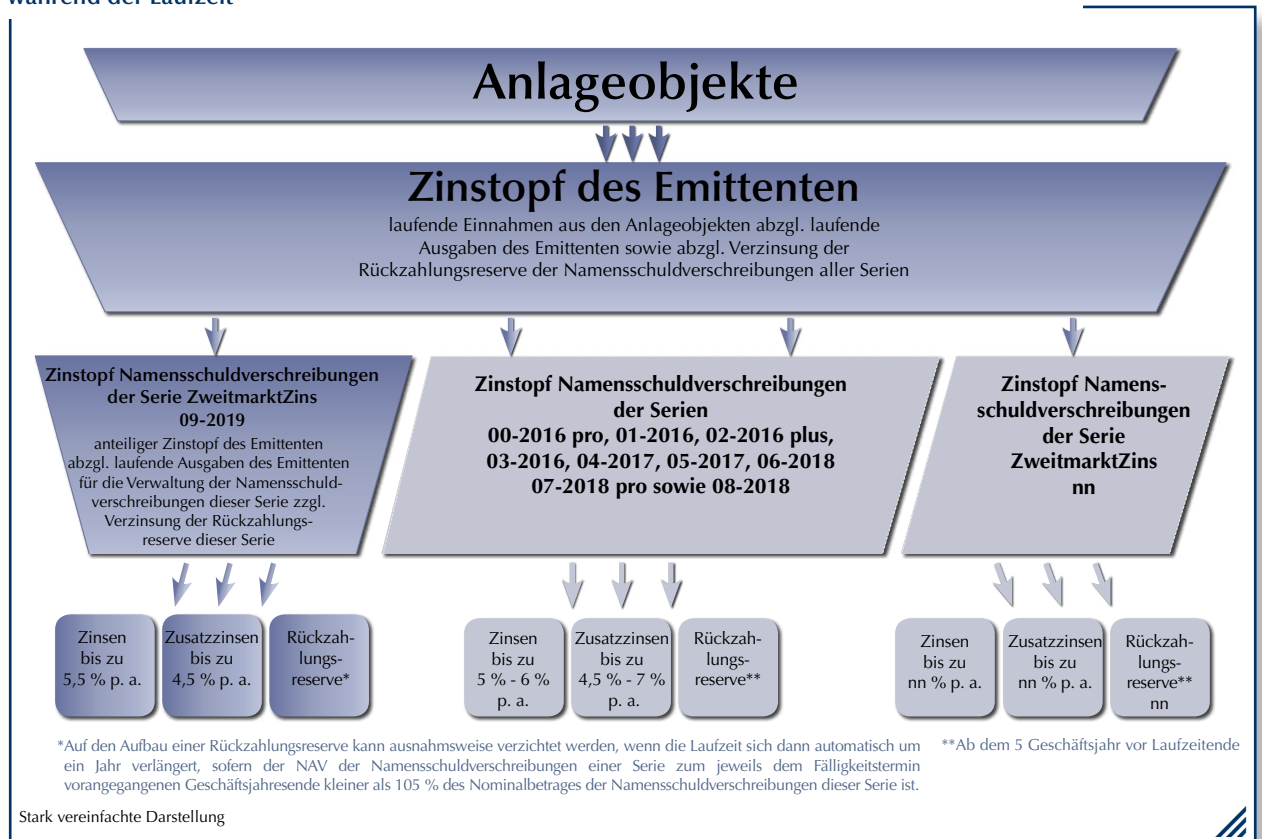 während der Laufzeit
Anlageobjekte
Zinstopf des Emittenten
laufende Einnahmen aus den Anlageobjekten abzgl. laufende
Ausgaben des Emittenten sowie abzgl. Verzinsung der
Rückzahlungsreserve der Namensschuldverschreibungen aller Serien
Zinstopf Namensschuldverschreibungen
der Serie ZweitmarktZins
09-2019
anteiliger Zinstopf des Emittenten
abzgl. laufende Ausgaben des Emittenten
für die Verwaltung der Namensschuld-
verschreibungen dieser Serie zzgl.
Verzinsung der Rückzahlungs-
reserve dieser Serie
Zinstopf Namensschuldverschreibungen
der Serien
00-2016 pro, 01-2016, 02-2016 plus,
03-2016, 04-2017, 05-2017, 06-2018
07-2018 pro sowie 08-2018
Zinstopf Namens-
schuldverschreibungen
der Serie
ZweitmarktZins
nn
Zinsen
bis zu
5,5 % p. a.
Zusatzzinsen
bis zu
4,5 % p. a.
Rückzah-
lungs-
reserve*
Zinsen
bis zu
5 % - 6 %
p. a.
Zusatzzinsen
bis zu
4,5 % - 7 %
p. a.
Rückzah-
lungs-
reserve**
Zinsen
bis zu
nn % p. a.
Zusatzzinsen
bis zu
nn % p. a.
Rückzah-
lungs-
reserve**
nn
*Auf den Aufbau einer Rückzahlungsreserve kann ausnahmsweise verzichtet werden, wenn die Laufzeit sich dann automatisch um
ein Jahr verlängert, sofern der NAV der Namensschuldverschreibungen einer Serie zum jeweils dem Fälligkeitstermin
vorangegangenen Geschäftsjahresende kleiner als 105 % des Nominalbetrages der Namensschuldverschreibungen dieser Serie ist.
**Ab dem 5 Geschäftsjahr vor Laufzeitende
Stark vereinfachte Darstellung